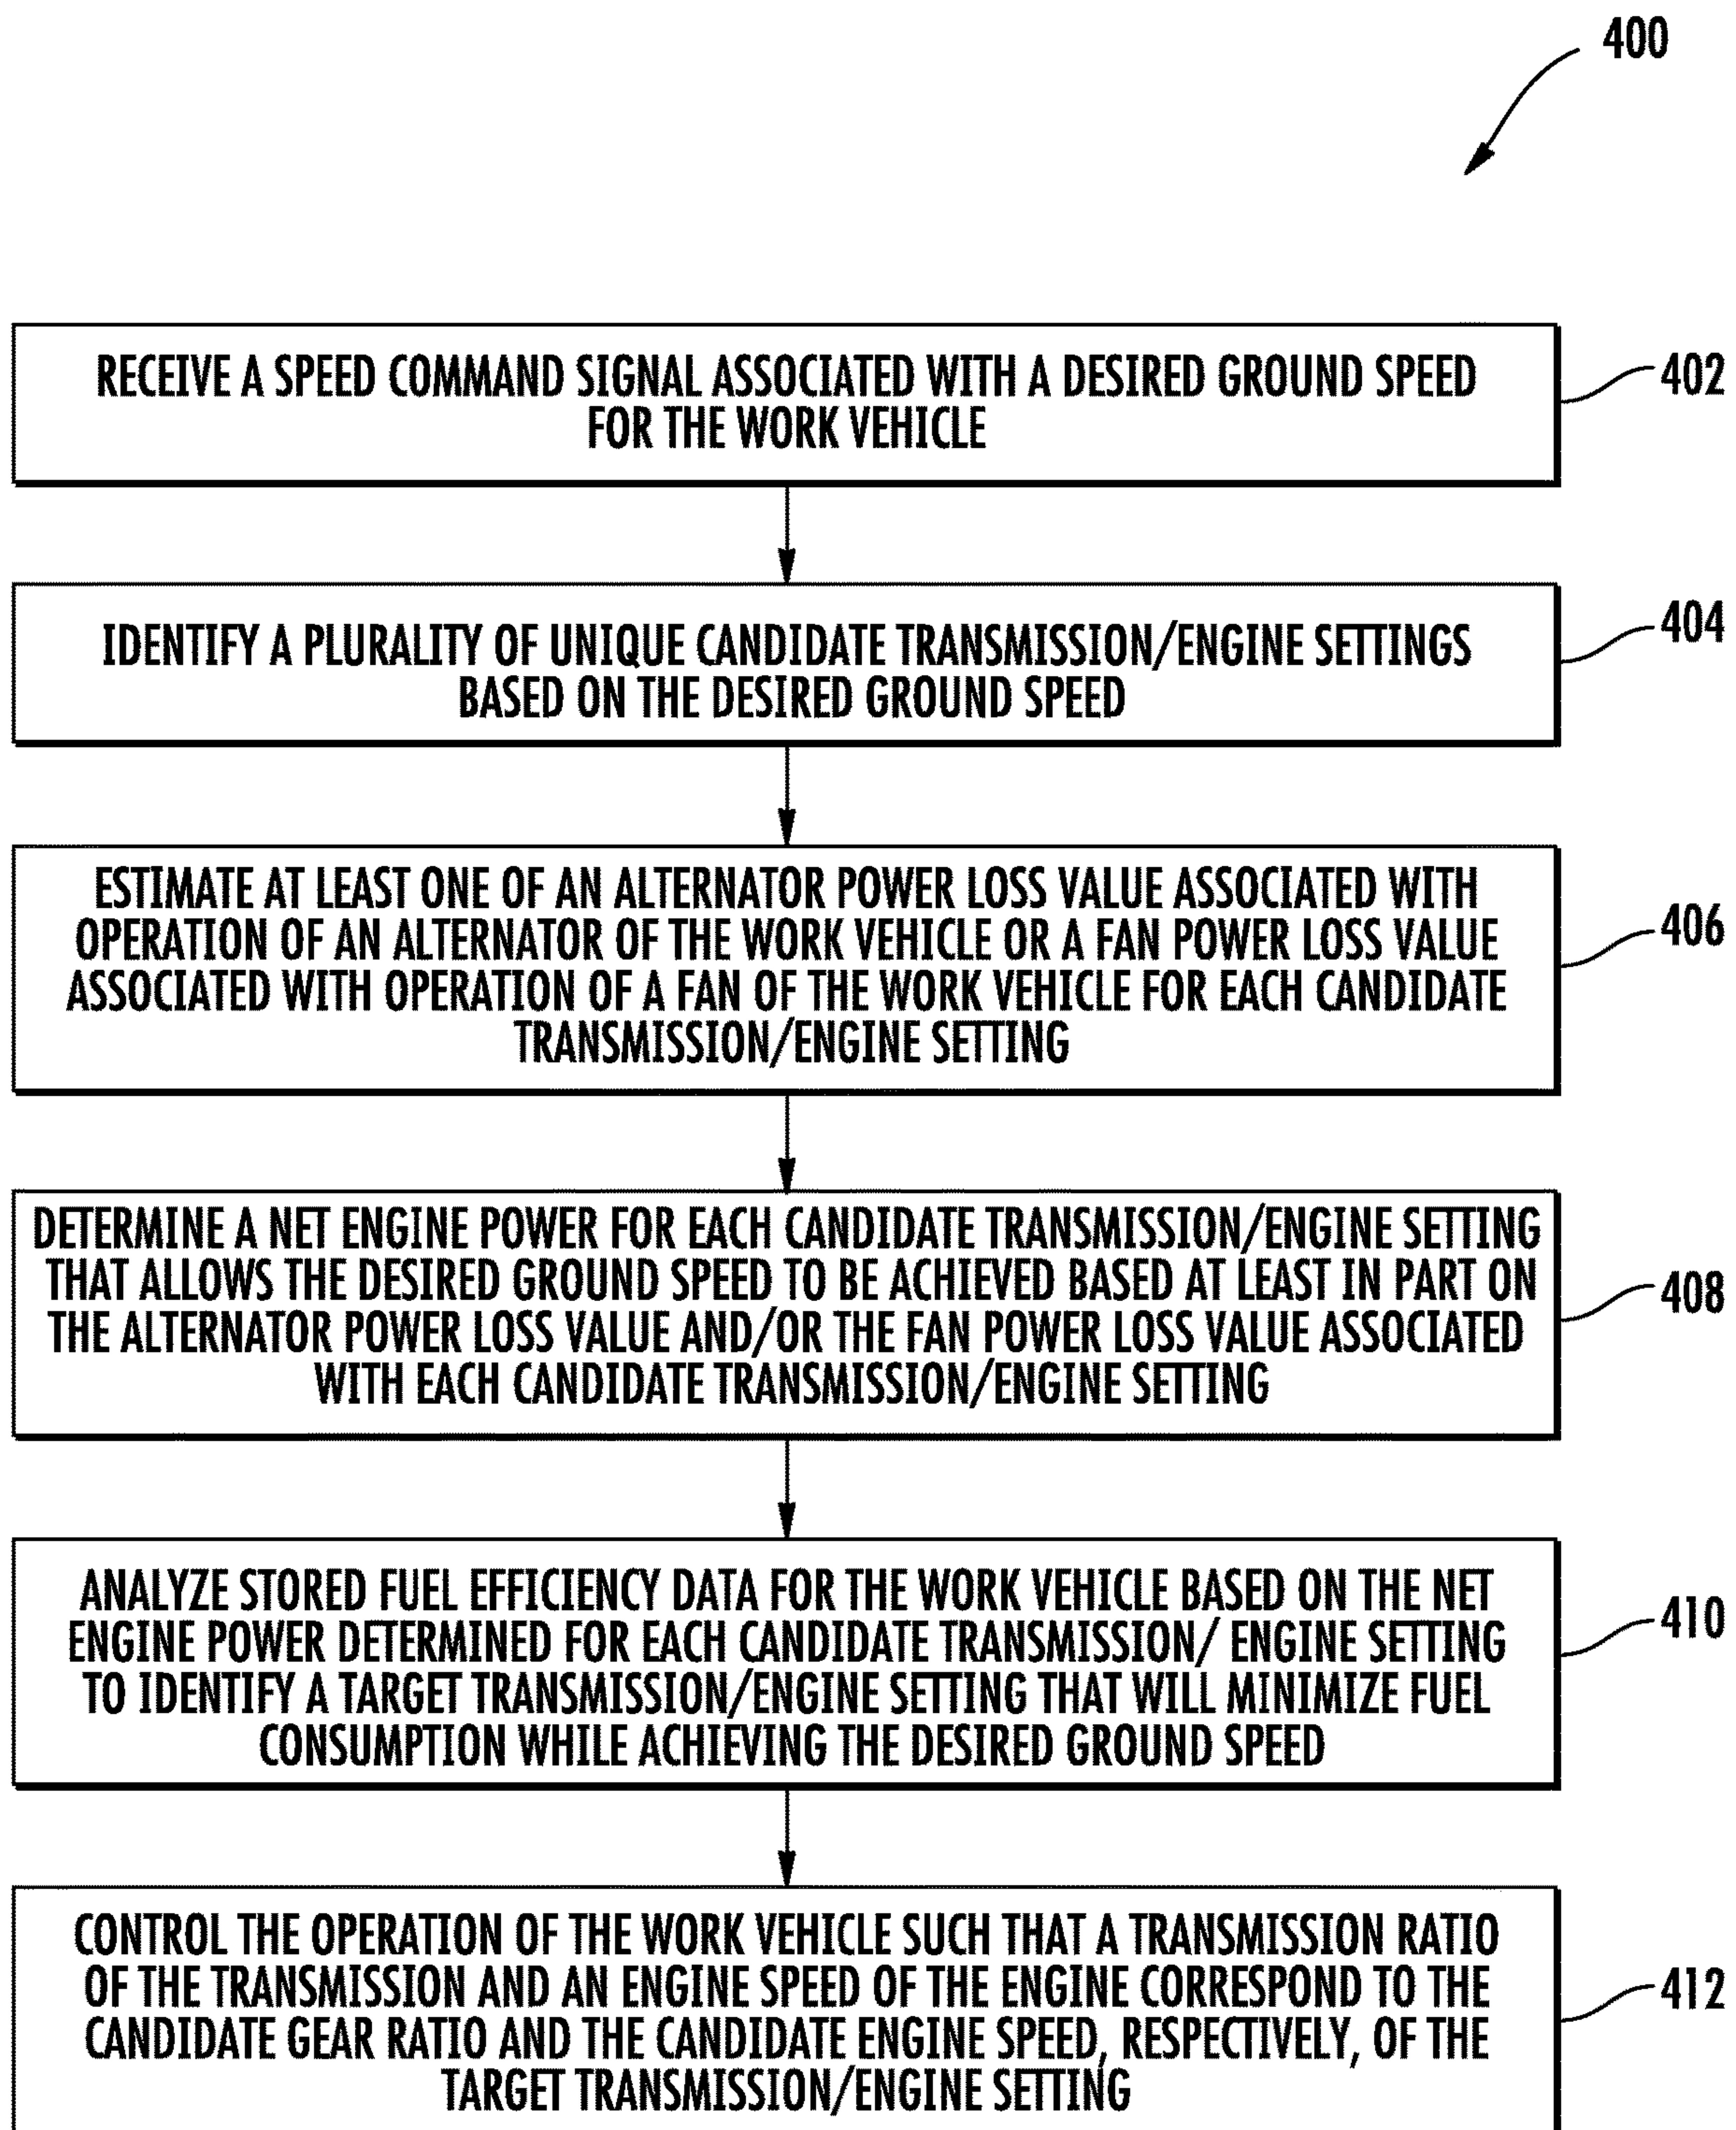 400
RECEIVE A SPEED COMMAND SIGNAL ASSOCIATED WITH A DESIRED GROUND SPEED
FOR THE WORK VEHICLE
402
IDENTIFY A PLURALITY OF UNIQUE CANDIDATE TRANSMISSION/ENGINE SETTINGS
BASED ON THE DESIRED GROUND SPEED
404
ESTIMATE AT LEAST ONE OF AN ALTERNATOR POWER LOSS VALUE ASSOCIATED WITH
OPERATION OF AN ALTERNATOR OF THE WORK VEHICLE OR A FAN POWER LOSS VALUE
ASSOCIATED WITH OPERATION OF A FAN OF THE WORK VEHICLE FOR EACH CANDIDATE
TRANSMISSION/ENGINE SETTING
406
DETERMINE A NET ENGINE POWER FOR EACH CANDIDATE TRANSMISSION/ENGINE SETTING
THAT ALLOWS THE DESIRED GROUND SPEED TO BE ACHIEVED BASED AT LEAST IN PART ON
THE ALTERNATOR POWER LOSS VALUE AND/OR THE FAN POWER LOSS VALUE ASSOCIATED
WITH EACH CANDIDATE TRANSMISSION/ENGINE SETTING
408
ANALYZE STORED FUEL EFFICIENCY DATA FOR THE WORK VEHICLE BASED ON THE NET
ENGINE POWER DETERMINED FOR EACH CANDIDATE TRANSMISSION/ ENGINE SETTING
TO IDENTIFY A TARGET TRANSMISSION/ENGINE SETTING THAT WILL MINIMIZE FUEL
CONSUMPTION WHILE ACHIEVING THE DESIRED GROUND SPEED
410
CONTROL THE OPERATION OF THE WORK VEHICLE SUCH THAT A TRANSMISSION RATIO
OF THE TRANSMISSION AND AN ENGINE SPEED OF THE ENGINE CORRESPOND TO THE
CANDIDATE GEAR RATIO AND THE CANDIDATE ENGINE SPEED, RESPECTIVELY, OF THE
TARGET TRANSMISSION/ENGINE SETTING
412